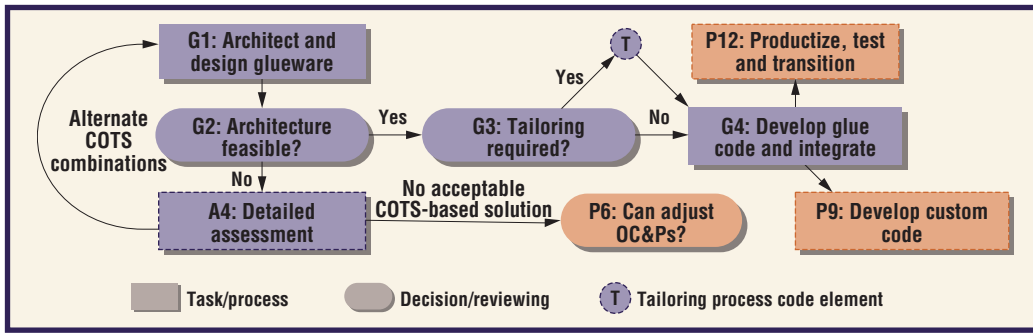 G1: Architect and
design glueware
T
P12: Productize, test
and transition
Yes
Alternate
COTS
combinations
G2: Architecture
feasible?
Yes
G3: Tailoring
required?
No
G4: Develop glue
code and integrate
No
A4: Detailed
assessment
No acceptable
COTS-based solution
P6: Can adjust
OC&Ps?
P9: Develop custom
code
Task/process
Decision/reviewing
T
Tailoring process code element